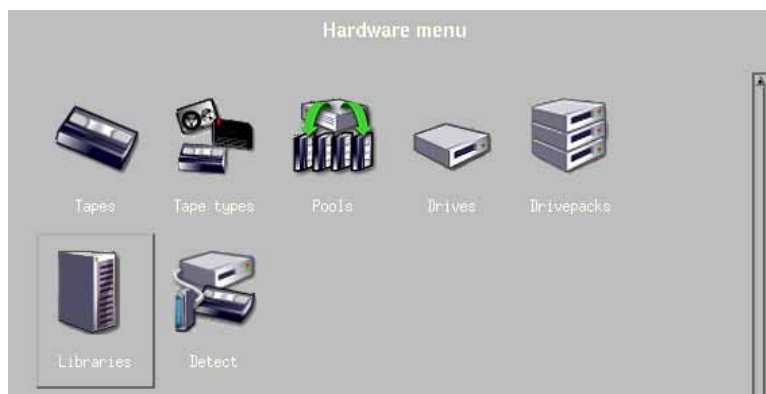 Hardware menu
Tapes
Tape types
Pools
Drives
Drivepacks
Libraries
Detect